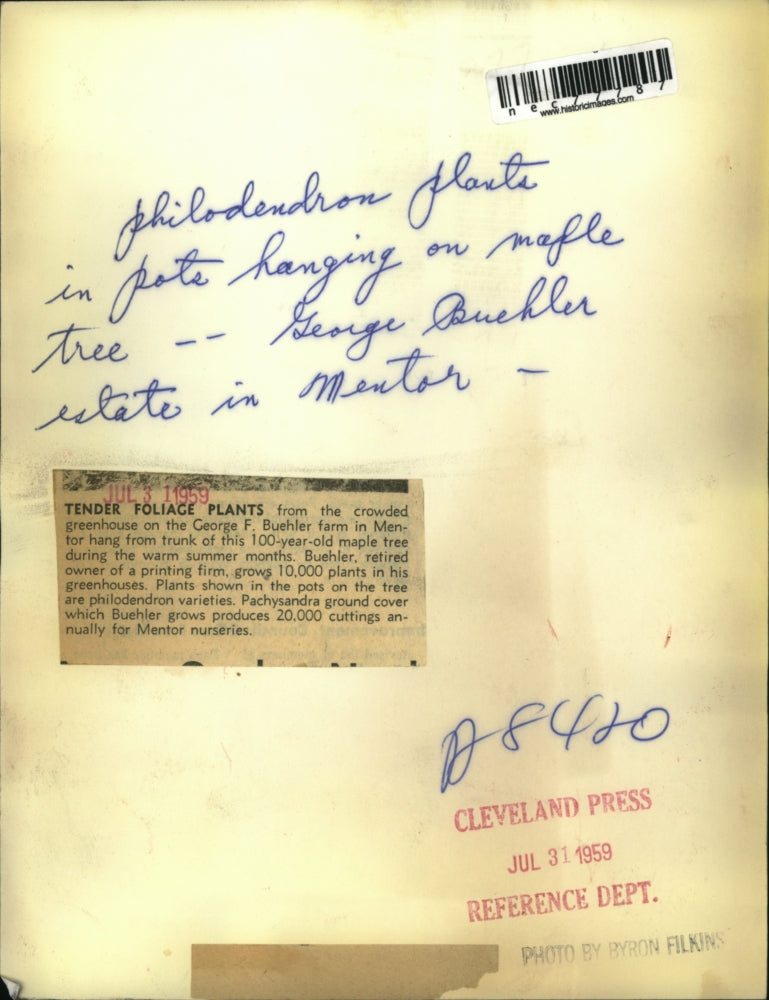 www.historicimages.com
philodendron plants
in pots hanging on maple
tree -- George Buehler
estate in Mentor -
JUL 3 1 1959
TENDER FOLIAGE PLANTS from the crowded
greenhouse on the George F. Buehler farm in Men-
tor hang from trunk of this 100-year-old maple tree
during the warm summer months. Buehler, retired
owner of a printing firm, grows 10,000 plants in his
greenhouses. Plants shown in the pots on the tree
are philodendron varieties. Pachysandra ground cover
which Buehler grows produces 20,000 cuttings an-
nually for Mentor nurseries.
CLEVELAND PRESS
JUL 31 1959
REFERENCE DEPT.
PHOTO BY BYRON FILKINS